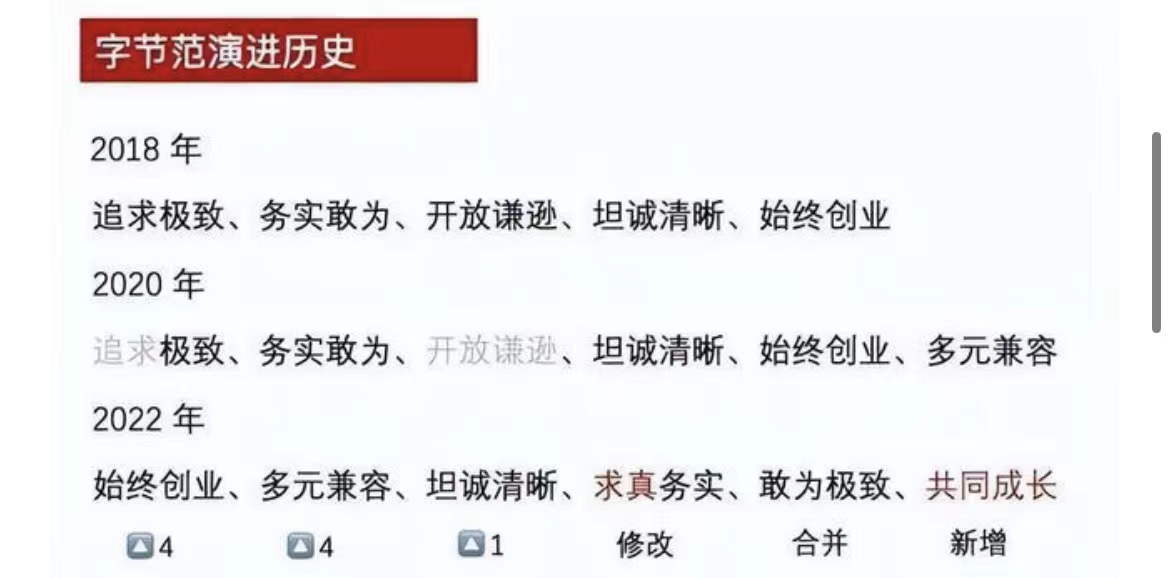 字节范演进历史
2018 年
追求极致、务实敢为、开放谦逊、坦诚清晰、始终创业
2020 年
追求极致、务实敢为、开放谦逊、坦诚清晰、始终创业、多元兼容
2022 年
始终创业、多元兼容、坦诚清晰、求真务实、敢为极致、共同成长
🔼4 🔼4 🔼1 修改 合并 新增